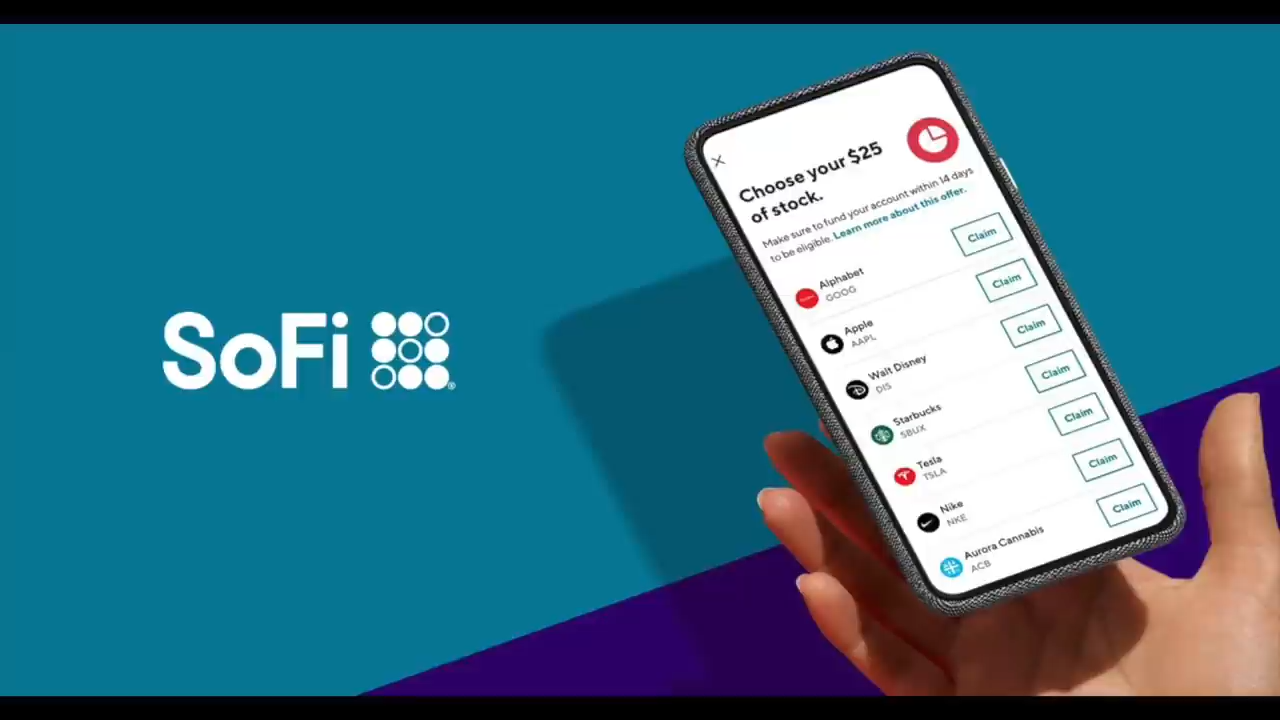 SoFi
Choose your $25
of stock.
Make sure to fund your account within 14 days
to be eligible. Learn more about this offer.
Alphabet
GOOG
Claim
Apple
AAPL
Claim
Walt Disney
DIS
Claim
Starbucks
SBUX
Claim
Tesla
TSLA
Claim
Nike
NKE
Claim
Aurora Cannabis
ACB
Claim